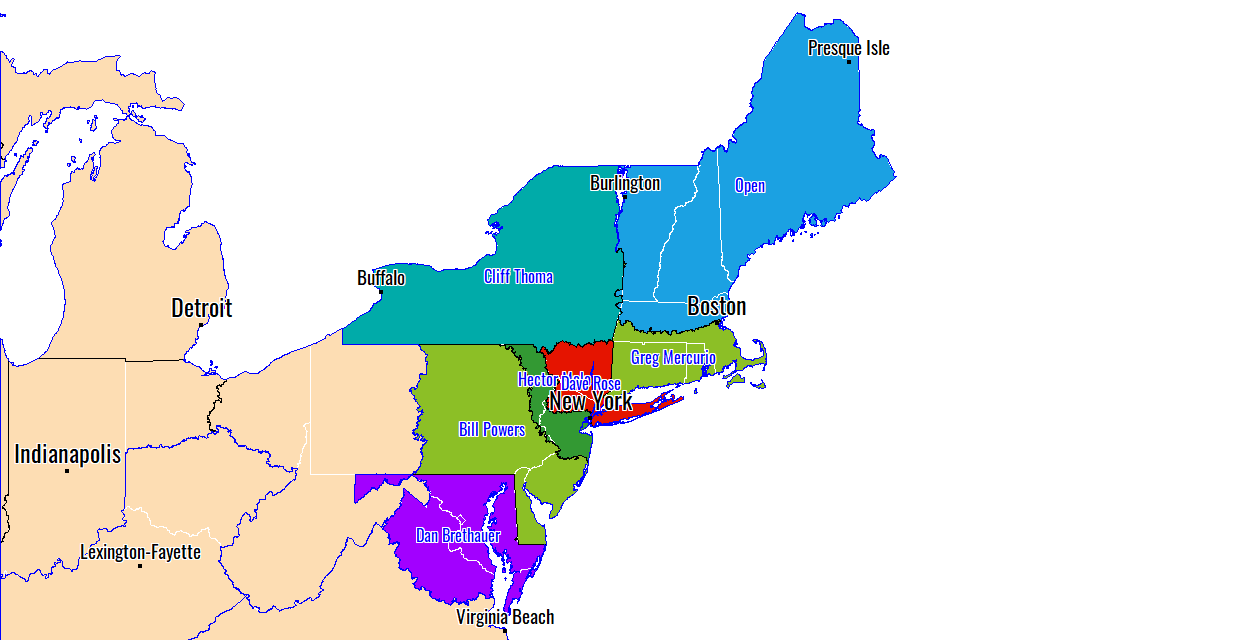 Presque Isle
Burlington
Open
Buffalo
Cliff Thoma
Detroit
Boston
Greg Mercurio
Hector
Dave Rose
New York
Bill Powers
Indianapolis
Dan Brethauer
Lexington-Fayette
Virginia Beach